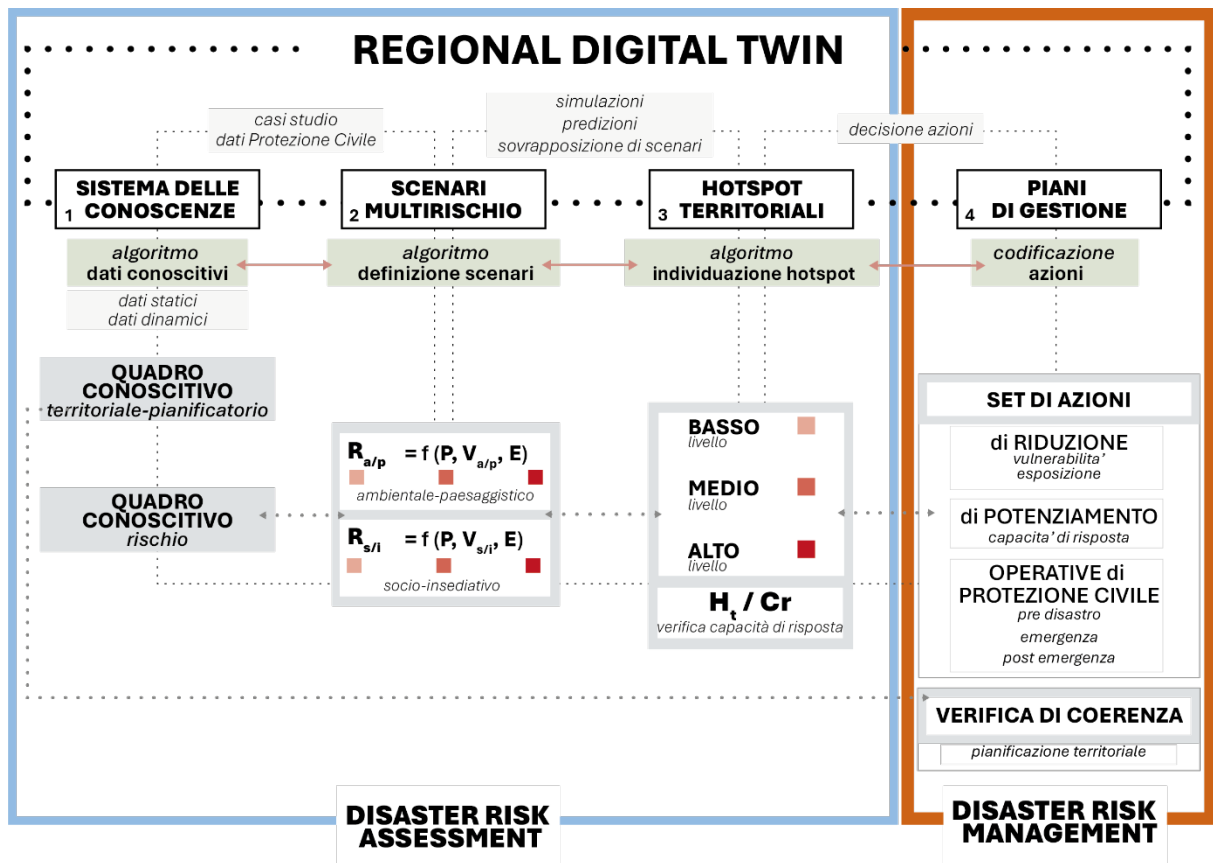 REGIONAL DIGITAL TWIN
casi studio
dati Protezione Civile
simulazioni
predizioni
sovrapposizione di scenari
decisione azioni
SISTEMA DELLE
1 CONOSCENZE
SCENARI
2 MULTIRISCHIO
HOTSPOT
3 TERRITORIALI
PIANI
4 DI GESTIONE
algoritmo
dati conoscitivi
algoritmo
definizione scenari
algoritmo
individuazione hotspot
codificazione
azioni
dati statici
dati dinamici
QUADRO
CONOSCITIVO
territoriale-pianificatorio
QUADRO
CONOSCITIVO
rischio
R a/p = f (P, V a/p, E)
ambientale-paesaggistico
R s/i = f (P, V s/i, E)
socio-insediativo
BASSO
livello
MEDIO
livello
ALTO
livello
H t / Cr
verifica capacità di risposta
SET DI AZIONI
di RIDUZIONE
vulnerabilita'
esposizione
di POTENZIAMENTO
capacita' di risposta
OPERATIVE di
PROTEZIONE CIVILE
pre disastro
emergenza
post emergenza
VERIFICA DI COERENZA
pianificazione territoriale
DISASTER RISK
ASSESSMENT
DISASTER RISK
MANAGEMENT